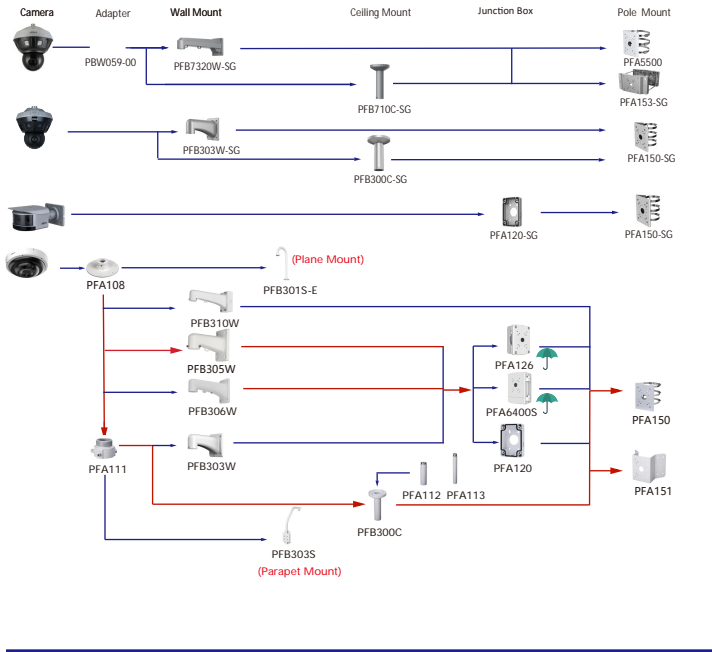 Camera Adapter Wall Mount Ceiling Mount Junction Box Pole Mount
PBW059-00 PFB7320W-SG PFA5500
PFB710C-SG PFA153-SG
PFB303W-SG PFA150-SG
PFB300C-SG
PFA120-SG PFA150-SG
(Plane Mount)
PFA108 PFB301S-E
PFB310W
PFB305W PFA126
PFB306W PFA6400S PFA150
PFA111 PFB303W PFA120
PFA112 PFA113 PFA151
PFB300C
PFB303S
(Parapet Mount)